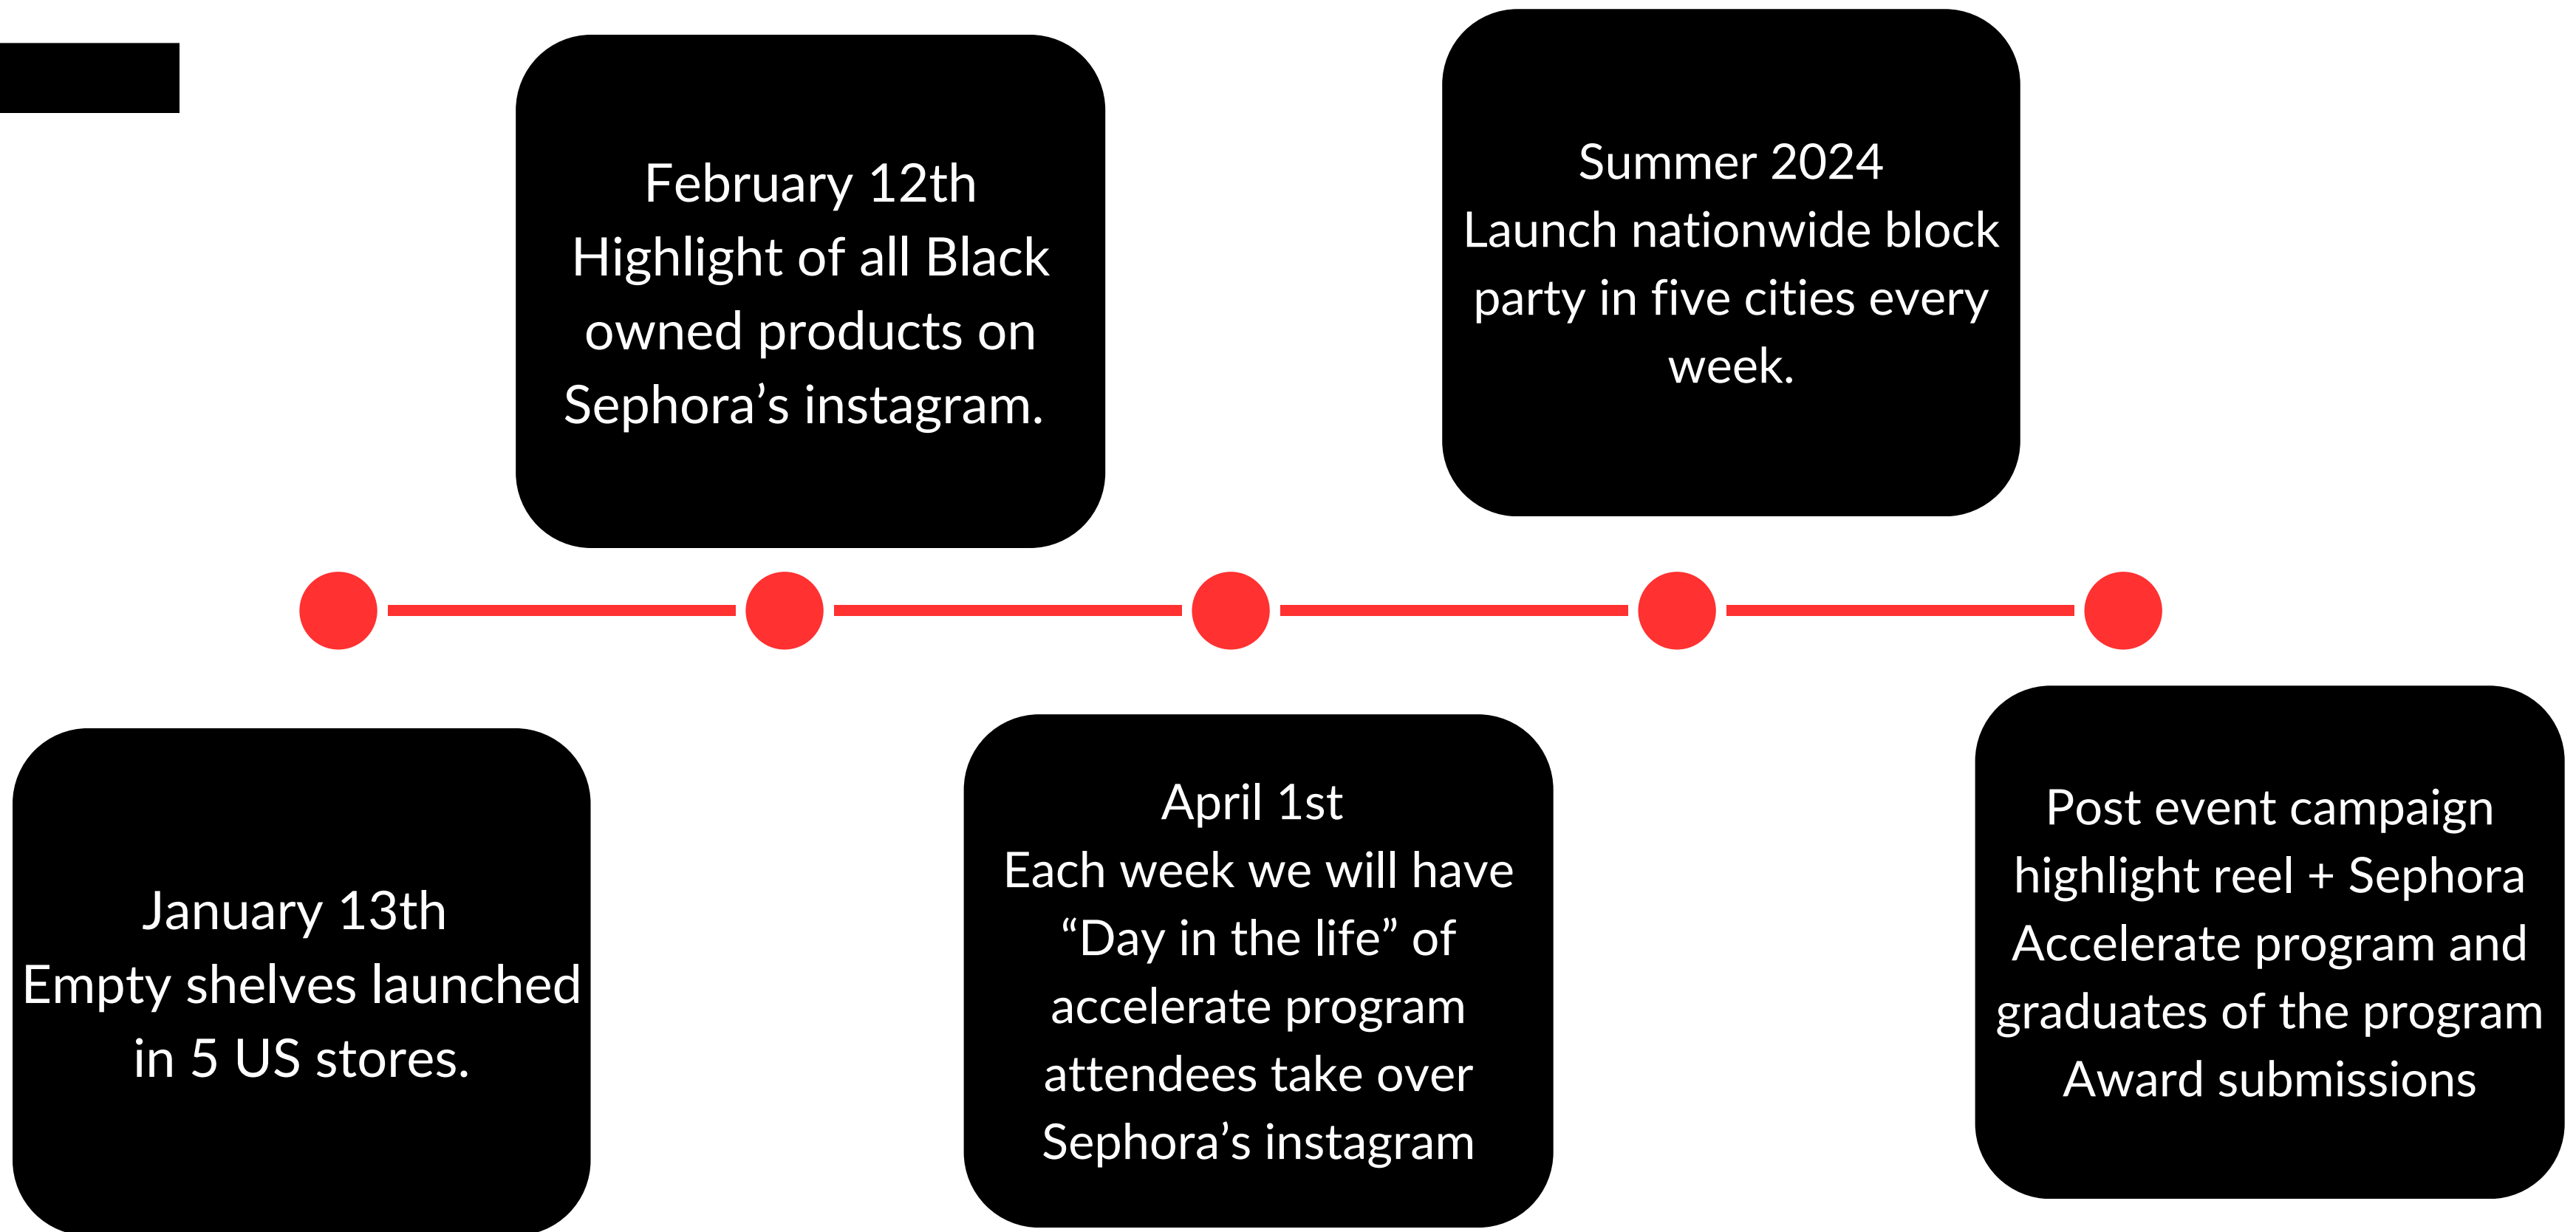 January 13th
Empty shelves launched
in 5 US stores.
February 12th
Highlight of all Black
owned products on
Sephora’s instagram.
April 1st
Each week we will have
“Day in the life” of
accelerate program
attendees take over
Sephora’s instagram
Summer 2024
Launch nationwide block
party in five cities every
week.
Post event campaign
highlight reel + Sephora
Accelerate program and
graduates of the program
Award submissions